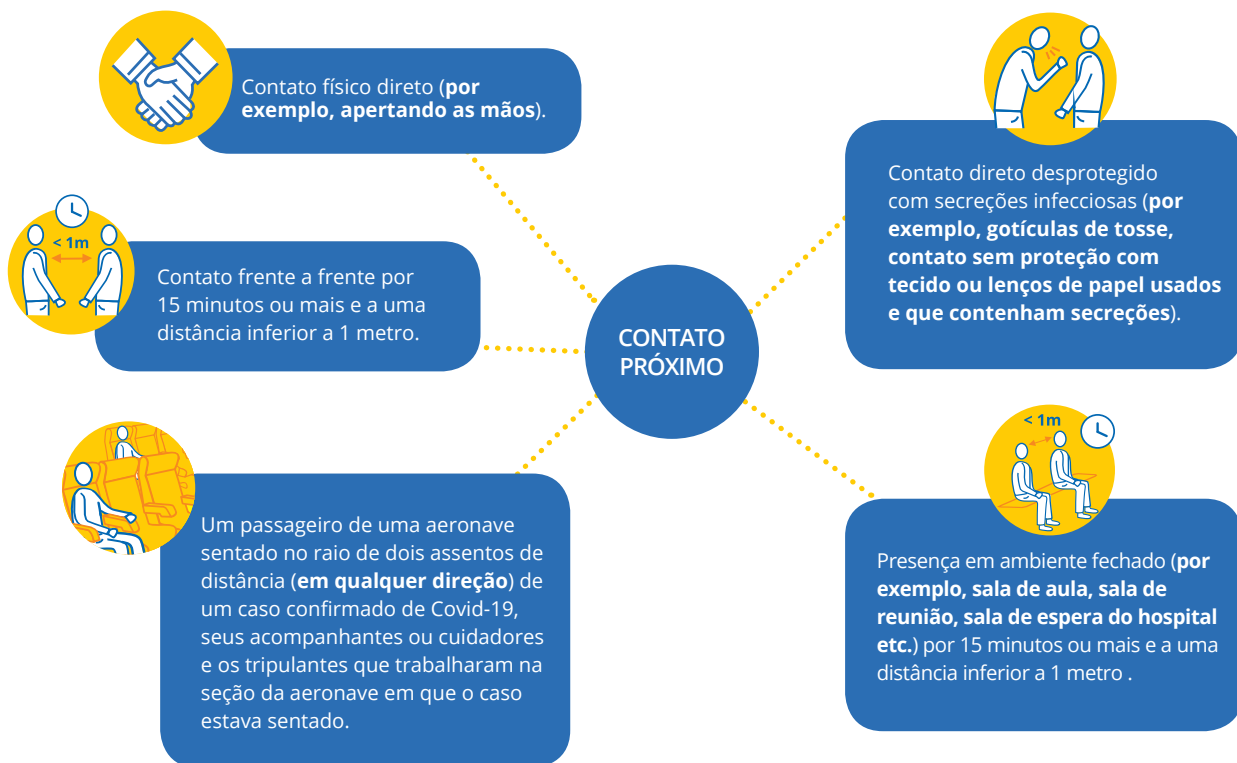 Contato físico direto (por
exemplo, apertando as mãos).
< 1m
Contato frente a frente por
15 minutos ou mais e a uma
distância inferior a 1 metro.
Um passageiro de uma aeronave
sentado no raio de dois assentos de
distância (em qualquer direção) de
um caso confirmado de Covid-19,
seus acompanhantes ou cuidadores
e os tripulantes que trabalharam na
seção da aeronave em que o caso
estava sentado.
CONTATO
PRÓXIMO
Contato direto desprotegido
com secreções infecciosas (por
exemplo, gotículas de tosse,
contato sem proteção com
tecido ou lenços de papel usados
e que contenham secreções).
< 1m
Presença em ambiente fechado (por
exemplo, sala de aula, sala de
reunião, sala de espera do hospital
etc.) por 15 minutos ou mais e a uma
distância inferior a 1 metro .